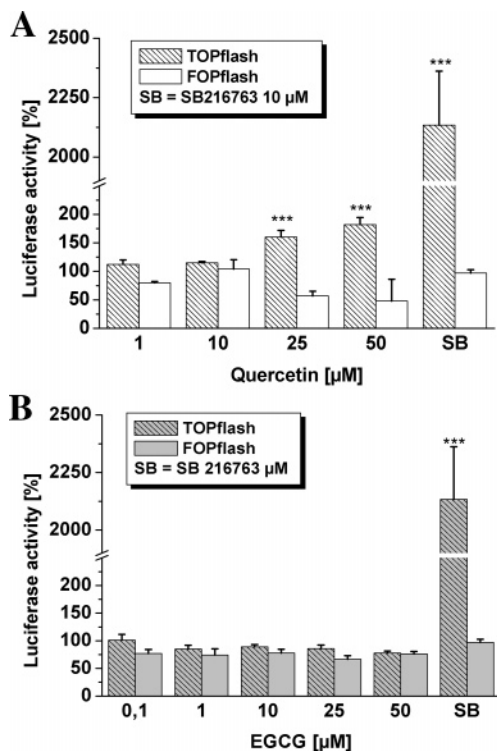 A
Luciferase activity [%]
2500
2250
2000
200
150
100
50
0
TOPflash
FOPflash
SB = SB216763 10 µM
***
***
***
1 10 25 50 SB
Quercetin [µM]
B
Luciferase activity [%]
2500
2250
2000
200
150
100
50
0
TOPflash
FOPflash
SB = SB 216763 µM
***
0,1 1 10 25 50 SB
EGCG [µM]